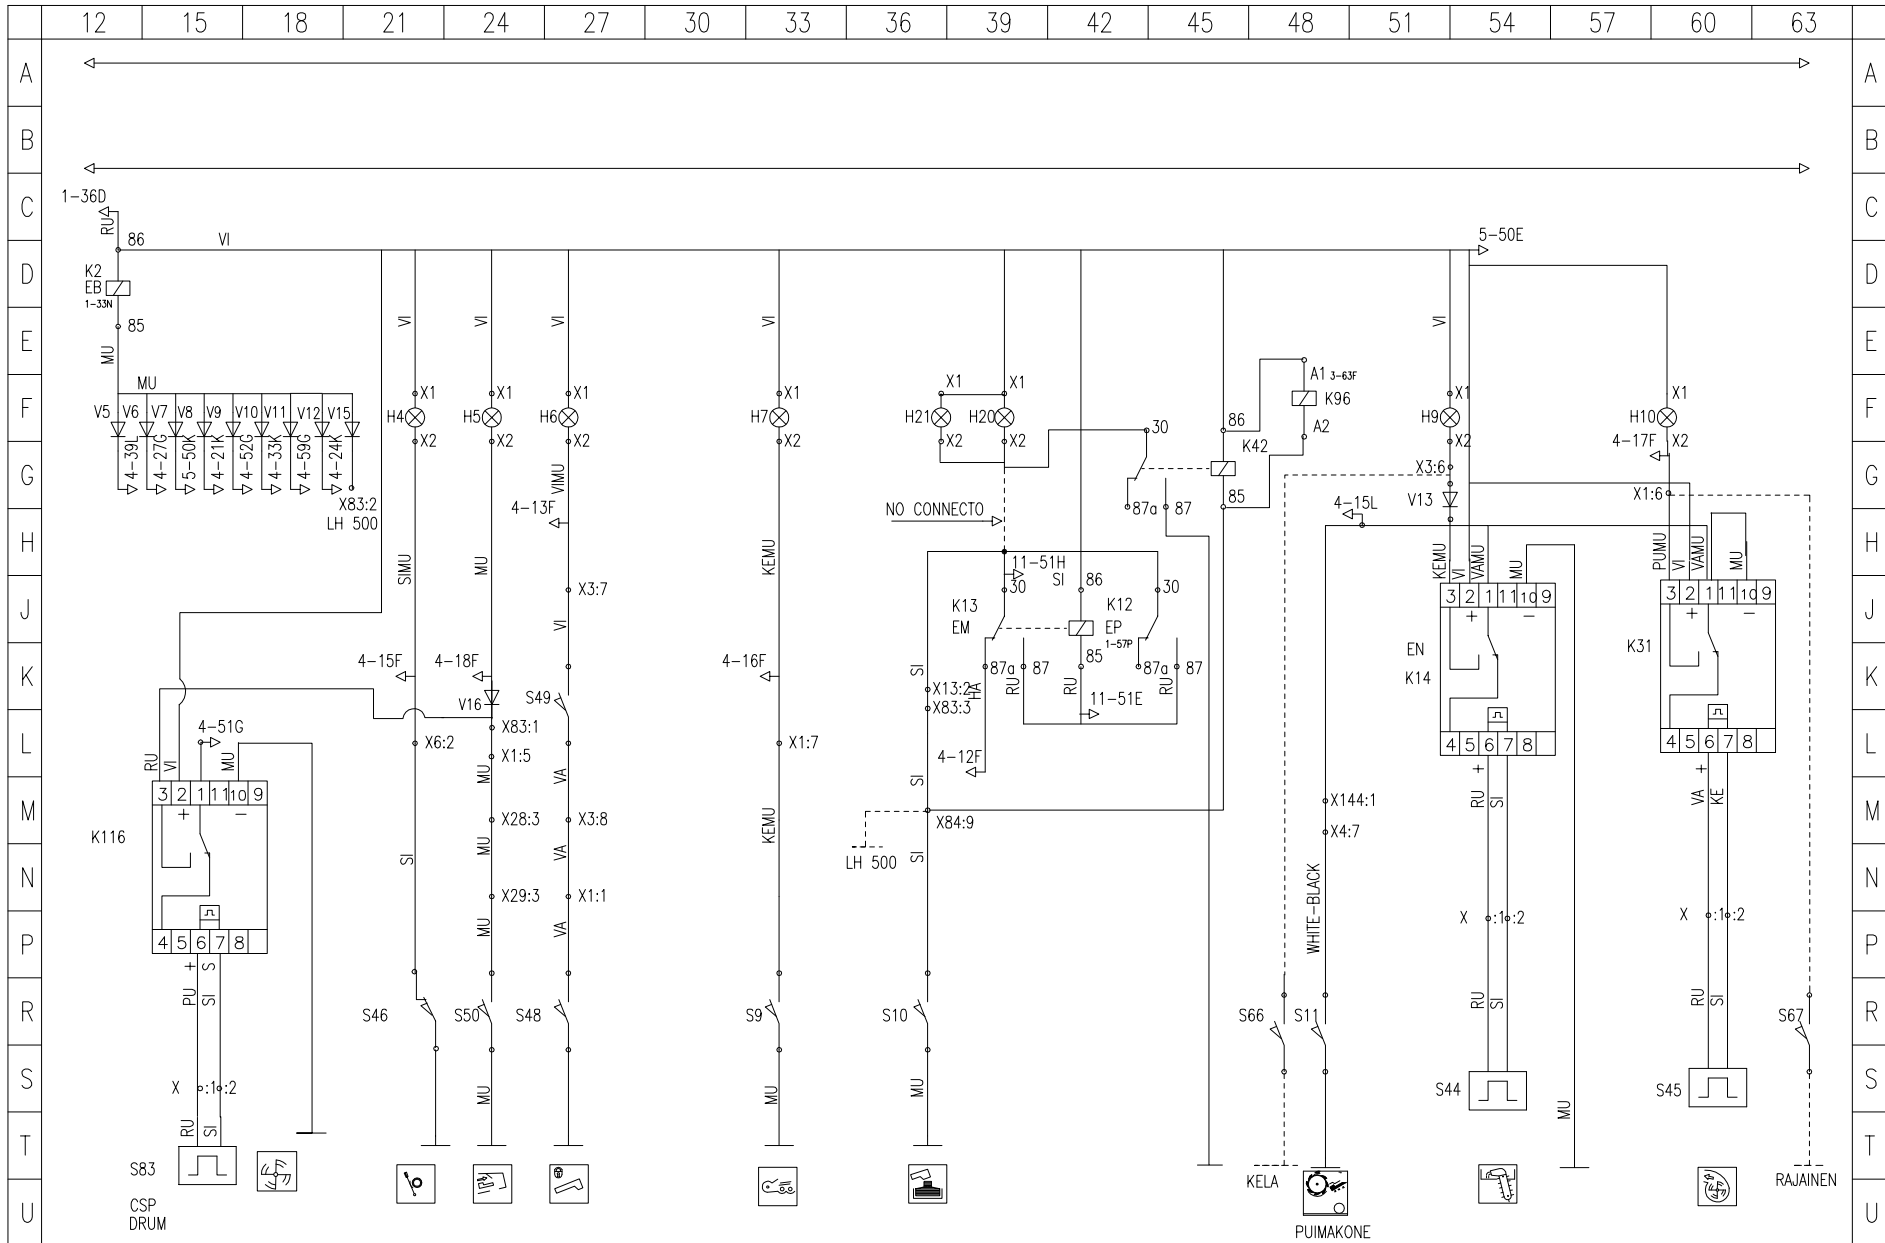 12 15 18 21 24 27 30 33 36 39 42 45 48 51 54 57 60 63
A A
B B
C C
D D
E E
F F
G G
H H
J J
K K
L L
M M
N N
P P
R R
S S
T T
U U
1-36D
RU
86 VI
5-50E
K2
EB
1-33N
85
MU
MU
VI VI VI VI VI
V5 V6 V7 V8 V9 V10 V11 V12 V15
4-39L 4-27G 5-50K 4-21K 4-52G 4-33K 4-59G 4-24K
X83:2
LH 500
X1 X1 X1 X1 X1 X1 X1 X1
H4 H5 H6 H7 H21 H20 H9 H10
X2 X2 X2 X2 X2 X2 X2 X2
A1 3-63F
K96
A2
30
86
K42
85
87a 87
4-17F
X3:6
V13
X1:6
4-15L
VIMU
4-13F
NO CONNECTO
SIMU MU KEMU
X3:7
VI
11-51H
SI
30
86
30
K13
EM
K12
EP
1-57P
87a 87
85
87a 87
HA RU RU RU
11-51E
KEMU VI VAMU MU
PUMU VI VAMU MU
3 2 1 11 10 9
+ -
EN
K14
4 5 6 7 8
3 2 1 11 10 9
+ -
K31
4 5 6 7 8
4-15F 4-18F 4-16F
V16
S49
SI
X13:2
X83:3
X83:1
X6:2
X1:5
X1:7
4-51G
4-12F
RU VI MU
MU VA SI
+ RU SI
+ VA KE
3 2 1 11 10 9
+ -
K116
4 5 6 7 8
X28:3 X3:8
KEMU
X84:9
X144:1
X4:7
SI MU VA SI
LH 500
WHITE-BLACK
X29:3 X1:1
MU VA
X :1 :2
X :1 :2
+ S
PU SI
S46 S50 S48 S9 S10 S66 S11 S67
RU SI RU SI
X :1 :2
MU MU MU
S44 S45
MU
RU SI
S83
CSP
DRUM
KELA
PUIMAKONE
RAJAINEN